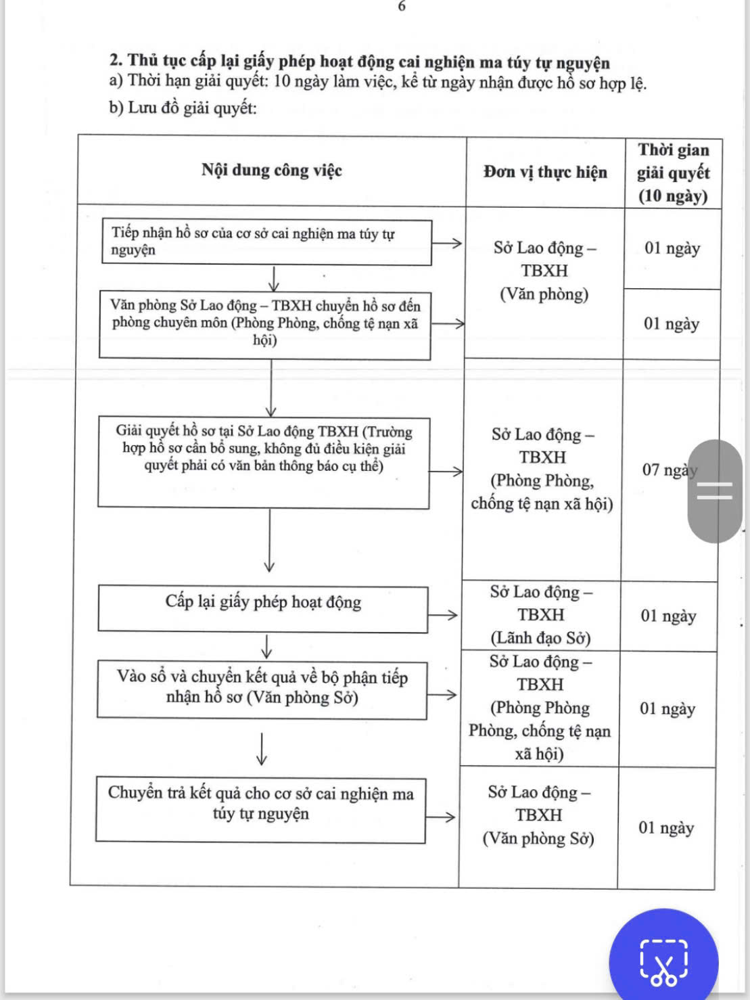 6
2. Thủ tục cấp lại giấy phép hoạt động cai nghiện ma túy tự nguyện
a) Thời hạn giải quyết: 10 ngày làm việc, kể từ ngày nhận được hồ sơ hợp lệ.
b) Lưu đồ giải quyết:
Nội dung công việc
Đơn vị thực hiện
Thời gian
giải quyết
(10 ngày)
Tiếp nhận hồ sơ của cơ sở cai nghiện ma túy tự
nguyện
Sở Lao động –
TBXH
(Văn phòng)
01 ngày
Văn phòng Sở Lao động – TBXH chuyển hồ sơ đến
phòng chuyên môn (Phòng Phòng, chống tệ nạn xã
hội)
01 ngày
Giải quyết hồ sơ tại Sở Lao động TBXH (Trường
hợp hồ sơ cần bổ sung, không đủ điều kiện giải
quyết phải có văn bản thông báo cụ thể)
Sở Lao động –
TBXH
(Phòng Phòng,
chống tệ nạn xã hội)
07 ngày
Cấp lại giấy phép hoạt động
Sở Lao động –
TBXH
(Lãnh đạo Sở)
01 ngày
Vào sổ và chuyển kết quả về bộ phận tiếp
nhận hồ sơ (Văn phòng Sở)
Sở Lao động –
TBXH
(Phòng Phòng
Phòng, chống tệ nạn
xã hội)
01 ngày
Chuyển trả kết quả cho cơ sở cai nghiện ma
túy tự nguyện
Sở Lao động –
TBXH
(Văn phòng Sở)
01 ngày